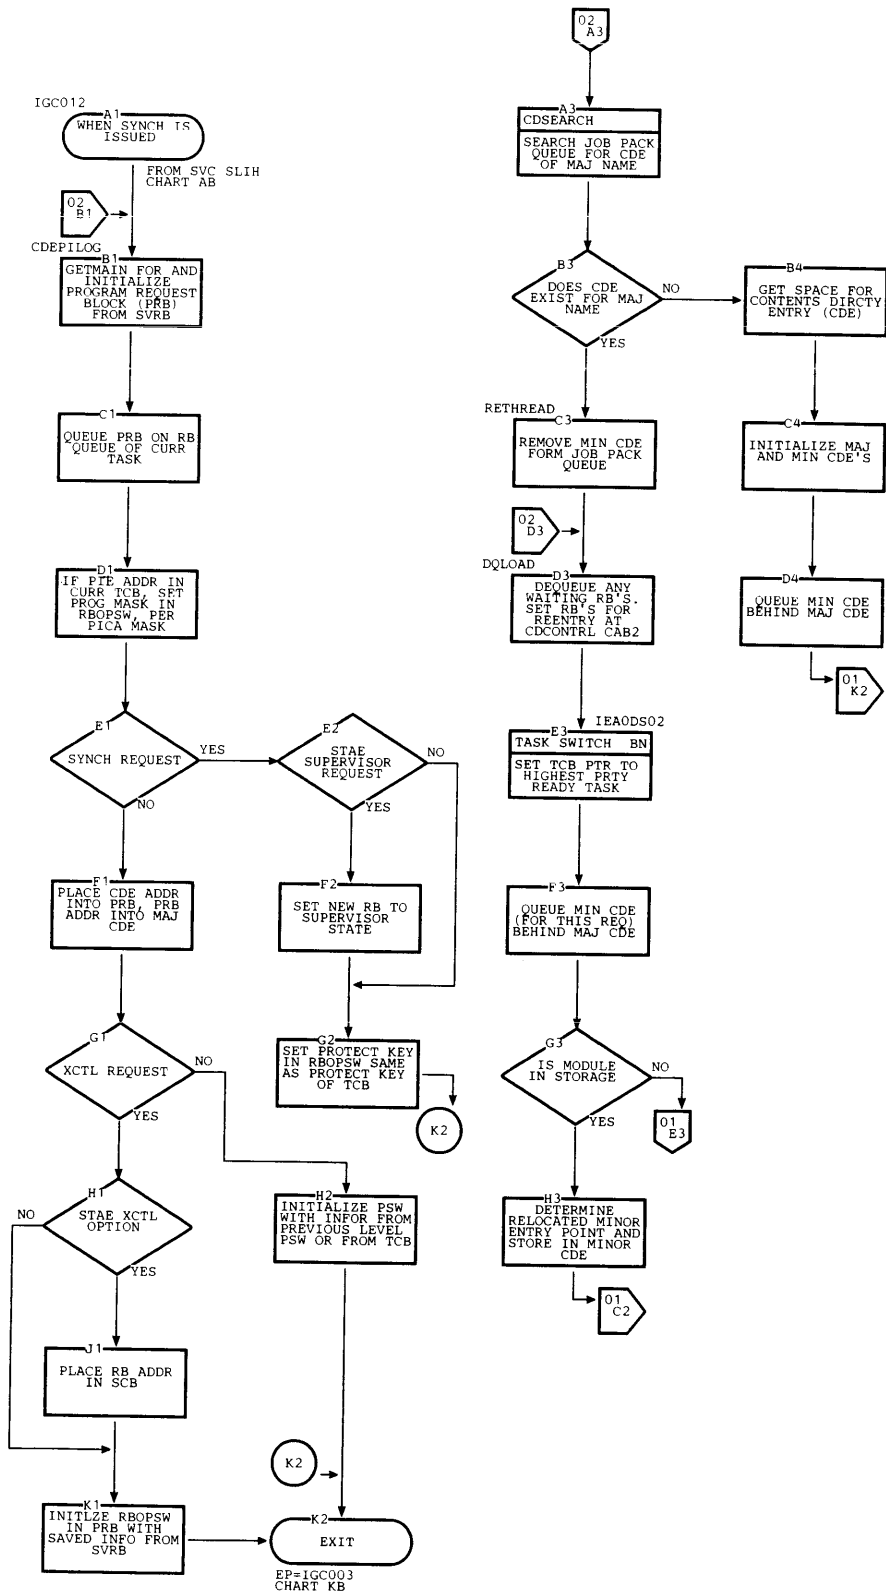 IGC012
A1
WHEN SYNCH IS
ISSUED
FROM SVC SLIH
CHART AB
02
B1
CDEPILOG
B1
GETMAIN FOR AND
INITIALIZE
PROGRAM REQUEST
BLOCK (PRB)
FROM SVRB
C1
QUEUE PRB ON RB
QUEUE OF CURR
TASK
D1
IF PIE ADDR IN
CURR TCB, SET
PROG MASK IN
RBOPSW, PER
PICA MASK
E1
SYNCH REQUEST
YES
NO
E2
STAE
SUPERVISOR
REQUEST
NO
YES
F1
PLACE CDE ADDR
INTO PRB, PRB
ADDR INTO MAJ
CDE
F2
SET NEW RB TO
SUPERVISOR
STATE
G1
XCTL REQUEST
NO
YES
G2
SET PROTECT KEY
IN RBOPSW SAME
AS PROTECT KEY
OF TCB
K2
H1
STAE XCTL
OPTION
NO
YES
H2
INITIALIZE PSW
WITH INFOR FROM
PREVIOUS LEVEL
PSW OR FROM TCB
J1
PLACE RB ADDR
IN SCB
K2
K1
INITLZE RBOPSW
IN PRB WITH
SAVED INFO FROM
SVRB
K2
EXIT
EP=IGC003
CHART KB
02
A3
A3
CDSEARCH
SEARCH JOB PACK
QUEUE FOR CDE
OF MAJ NAME
B3
DOES CDE
EXIST FOR MAJ
NAME
NO
YES
B4
GET SPACE FOR
CONTENTS DIRCTY
ENTRY (CDE)
RETHREAD
C3
REMOVE MIN CDE
FORM JOB PACK
QUEUE
C4
INITIALIZE MAJ
AND MIN CDE'S
02
D3
DQLOAD
D3
DEQUEUE ANY
WAITING RB'S.
SET RB'S FOR
REENTRY AT
CDCONTRL CAB2
D4
QUEUE MIN CDE
BEHIND MAJ CDE
01
K2
IEA0DS02
E3
TASK SWITCH BN
SET TCB PTR TO
HIGHEST PRTY
READY TASK
F3
QUEUE MIN CDE
(FOR THIS REQ)
BEHIND MAJ CDE
G3
IS MODULE
IN STORAGE
NO
YES
01
E3
H3
DETERMINE
RELOCATED MINOR
ENTRY POINT AND
STORE IN MINOR
CDE
01
C2